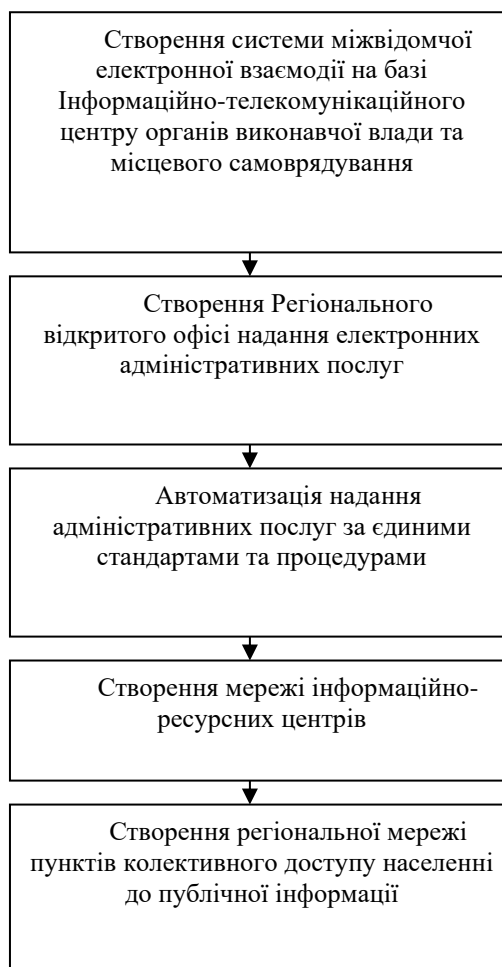 Створення системи міжвідомчої
електронної взаємодії на базі
Інформаційно-телекомунікаційного
центру органів виконавчої влади та
місцевого самоврядування
Створення Регіонального
відкритого офісі надання електронних
адміністративних послуг
Автоматизація надання
адміністративних послуг за єдиними
стандартами та процедурами
Створення мережі інформаційно-
ресурсних центрів
Створення регіональної мережі
пунктів колективного доступу населенні
до публічної інформації